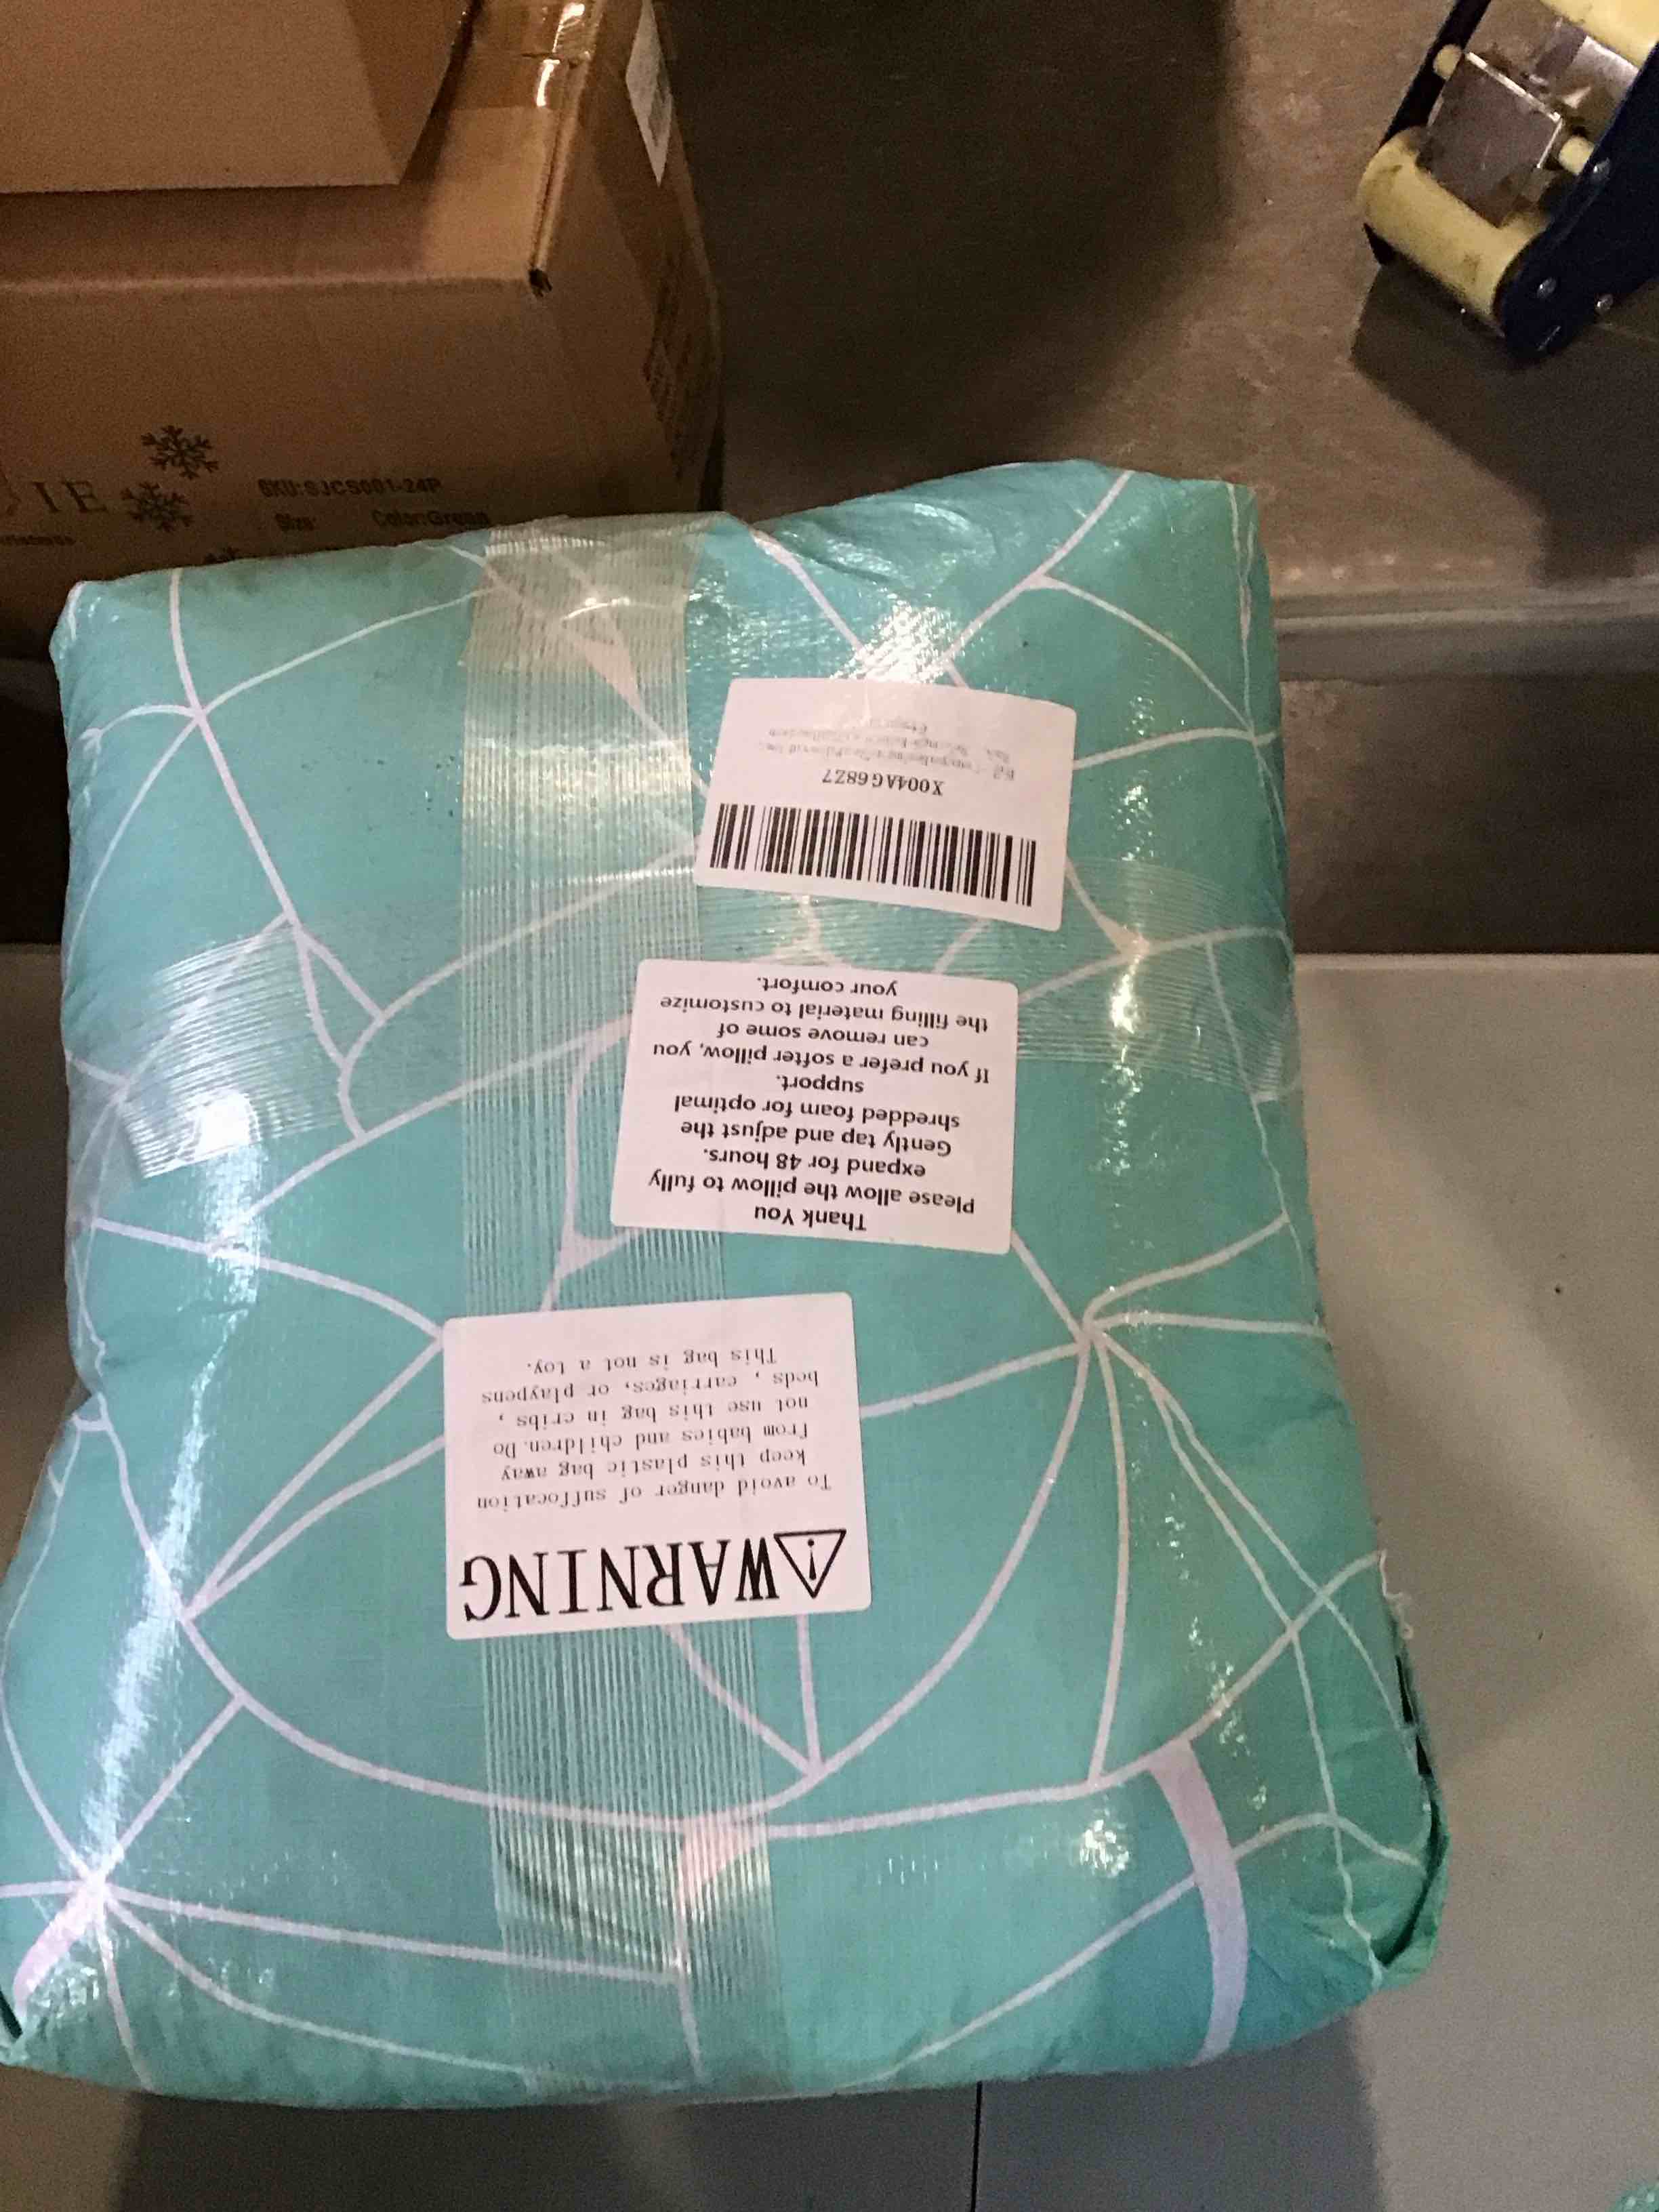 IE
SKU:SJCS001-24P
Size: Color:Green
X004AG68Z7
Thank You
Please allow the pillow to fully
expand for 48 hours.
Gently tap and adjust the
shredded foam for optimal
support.
If you prefer a softer pillow, you
can remove some of
the filling material to customize
your comfort.
WARNING
To avoid danger of suffocation
keep this plastic bag away
from babies and children. Do
not use this bag in cribs ,
beds , carriages, or playpens
This bag is not a toy.